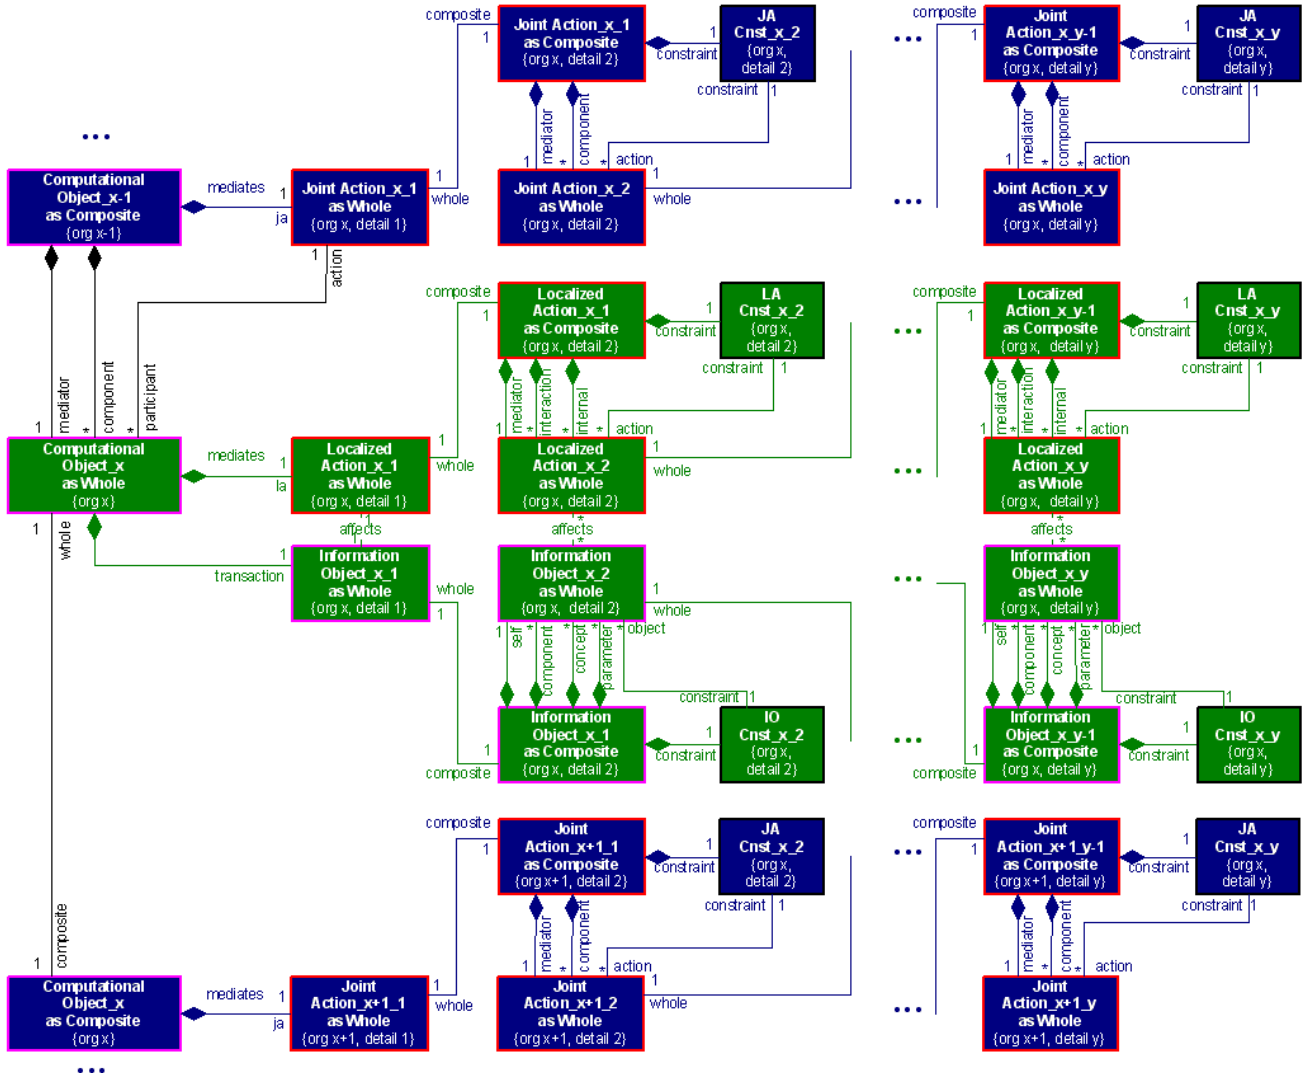 composite
1
Joint Action_x_1
as Composite
{org x, detail 2}
1
constraint
JA
Cnst_x_2
{org x,
detail 2}
constraint
1
...
composite
1
Joint
Action_x_y-1
as Composite
{org x, detail y}
1
constraint
JA
Cnst_x_y
{org x,
detail y}
constraint
1
...
mediator
component
1
*
*
action
mediator
component
1
*
*
action
Computational
Object_x-1
as Composite
{org x-1}
mediates
1
ja
Joint Action_x_1
as Whole
{org x, detail 1}
1
whole
Joint Action_x_2
as Whole
{org x, detail 2}
1
whole
...
Joint Action_x_y
as Whole
{org x, detail y}
1
action
composite
1
Localized
Action_x_1
as Composite
{org x, detail 2}
1
constraint
LA
Cnst_x_2
{org x,
detail 2}
constraint
1
...
composite
1
Localized
Action_x_y-1
as Composite
{org x, detail y}
1
constraint
LA
Cnst_x_y
{org x,
detail y}
constraint
1
mediator
component
participant
1
*
*
mediator
interaction
internal
1
*
*
*
action
mediator
interaction
internal
1
*
*
*
action
Computational
Object_x
as Whole
{org x}
mediates
1
la
Localized
Action_x_1
as Whole
{org x, detail 1}
1
whole
Localized
Action_x_2
as Whole
{org x, detail 2}
1
whole
...
Localized
Action_x_y
as Whole
{org x, detail y}
1
whole
1
affects
1
*
affects
*
*
affects
*
transaction
1
Information
Object_x_1
as Whole
{org x, detail 1}
whole
1
Information
Object_x_2
as Whole
{org x, detail 2}
1
whole
...
Information
Object_x_y
as Whole
{org x, detail y}
1
self
*
component
*
concept
*
parameter
*
object
constraint
1
1
self
*
component
*
concept
*
parameter
*
object
constraint
1
1
composite
Information
Object_x_1
as Composite
{org x, detail 2}
1
constraint
IO
Cnst_x_2
{org x,
detail 2}
...
1
composite
Information
Object_x_y-1
as Composite
{org x, detail y}
1
constraint
IO
Cnst_x_y
{org x,
detail y}
composite
1
Joint
Action_x+1_1
as Composite
{org x+1, detail 2}
1
constraint
JA
Cnst_x_2
{org x,
detail 2}
constraint
1
...
composite
1
Joint
Action_x+1_y-1
as Composite
{org x+1, detail y}
1
constraint
JA
Cnst_x_y
{org x,
detail y}
constraint
1
composite
1
mediator
component
1
*
*
action
mediator
component
1
*
*
action
Computational
Object_x
as Composite
{org x}
mediates
1
ja
Joint
Action_x+1_1
as Whole
{org x+1, detail 1}
1
whole
Joint
Action_x+1_2
as Whole
{org x+1, detail 2}
1
whole
...
Joint
Action_x+1_y
as Whole
{org x+1, detail y}
...